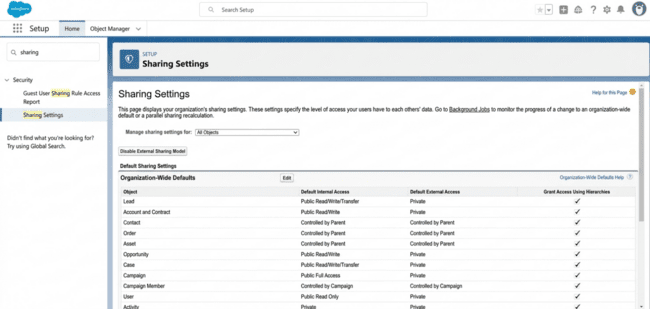 salesforce
Search Setup
Setup
Home
Object Manager
sharing
Security
Guest User Sharing Rule Access
Report
Sharing Settings
Didn't find what you're looking for?
Try using Global Search.
SETUP
Sharing Settings
Sharing Settings
Help for this Page
This page displays your organization's sharing settings. These settings specify the level of access your users have to each others' data. Go to Background Jobs to monitor the progress of a change to an organization-wide
default or a parallel sharing recalculation.
Manage sharing settings for: All Objects
Disable External Sharing Model
Default Sharing Settings
Organization-Wide Defaults Edit Organization-Wide Defaults Help ?
Object Default Internal Access Default External Access Grant Access Using Hierarchies
Lead Public Read/Write/Transfer Private ✓
Account and Contract Public Read/Write Private ✓
Contact Controlled by Parent Controlled by Parent ✓
Order Controlled by Parent Controlled by Parent ✓
Asset Controlled by Parent Controlled by Parent ✓
Opportunity Public Read/Write Private ✓
Case Public Read/Write/Transfer Private ✓
Campaign Public Full Access Private ✓
Campaign Member Controlled by Campaign Controlled by Campaign ✓
User Public Read Only Private ✓
Activity Private Private ✓